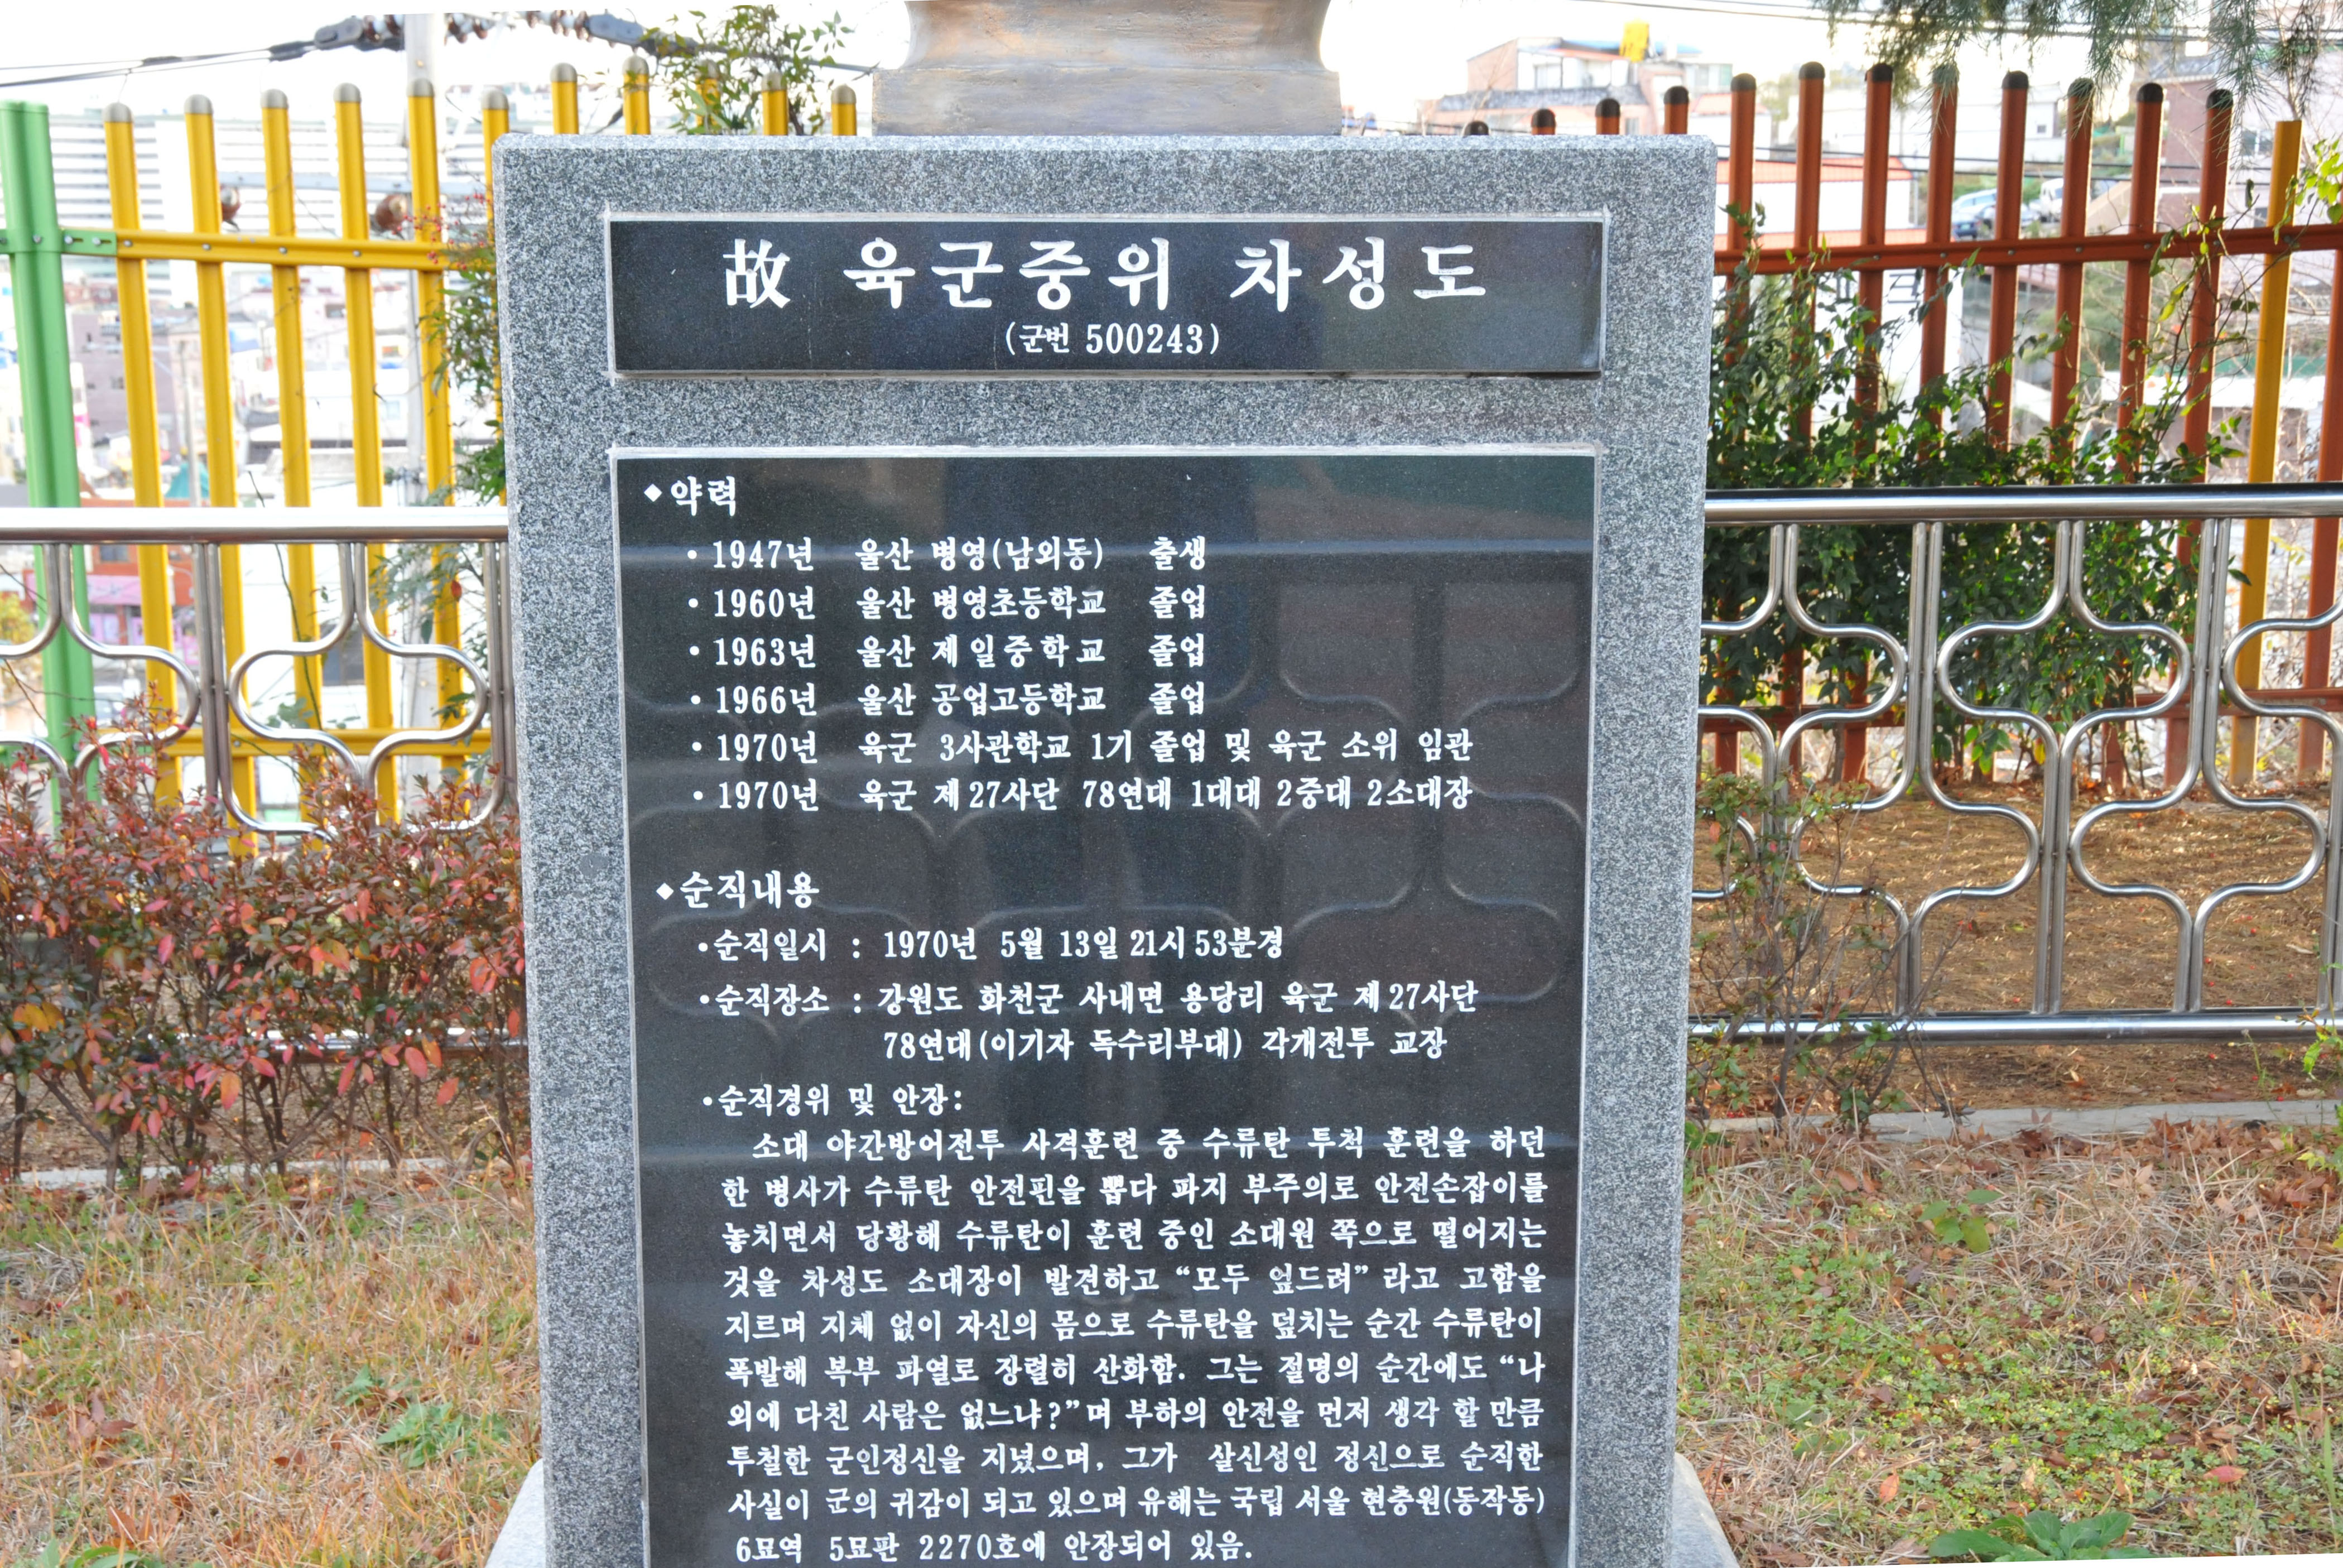 故 육군중위 차성도
(군번 500243)
◆약력
• 1947년 울산 병영(남외동) 출생
• 1960년 울산 병영초등학교 졸업
• 1963년 울산 제일중학교 졸업
• 1966년 울산 공업고등학교 졸업
• 1970년 육군 3사관학교 1기 졸업 및 육군 소위 임관
• 1970년 육군 제27사단 78연대 1대대 2중대 2소대장
◆순직내용
•순직일시 : 1970년 5월 13일 21시 53분경
•순직장소 : 강원도 화천군 사내면 용당리 육군 제27사단
78연대(이기자 독수리부대) 각개전투 교장
•순직경위 및 안장:
소대 야간방어전투 사격훈련 중 수류탄 투척 훈련을 하던
한 병사가 수류탄 안전핀을 뽑다 파지 부주의로 안전손잡이를
놓치면서 당황해 수류탄이 훈련 중인 소대원 쪽으로 떨어지는
것을 차성도 소대장이 발견하고 “모두 엎드려” 라고 고함을
지르며 지체 없이 자신의 몸으로 수류탄을 덮치는 순간 수류탄이
폭발해 복부 파열로 장렬히 산화함. 그는 절명의 순간에도 “나
외에 다친 사람은 없느냐?”며 부하의 안전을 먼저 생각 할 만큼
투철한 군인정신을 지녔으며, 그가 살신성인 정신으로 순직한
사실이 군의 귀감이 되고 있으며 유해는 국립 서울 현충원(동작동)
6묘역 5묘판 2270호에 안장되어 있음.